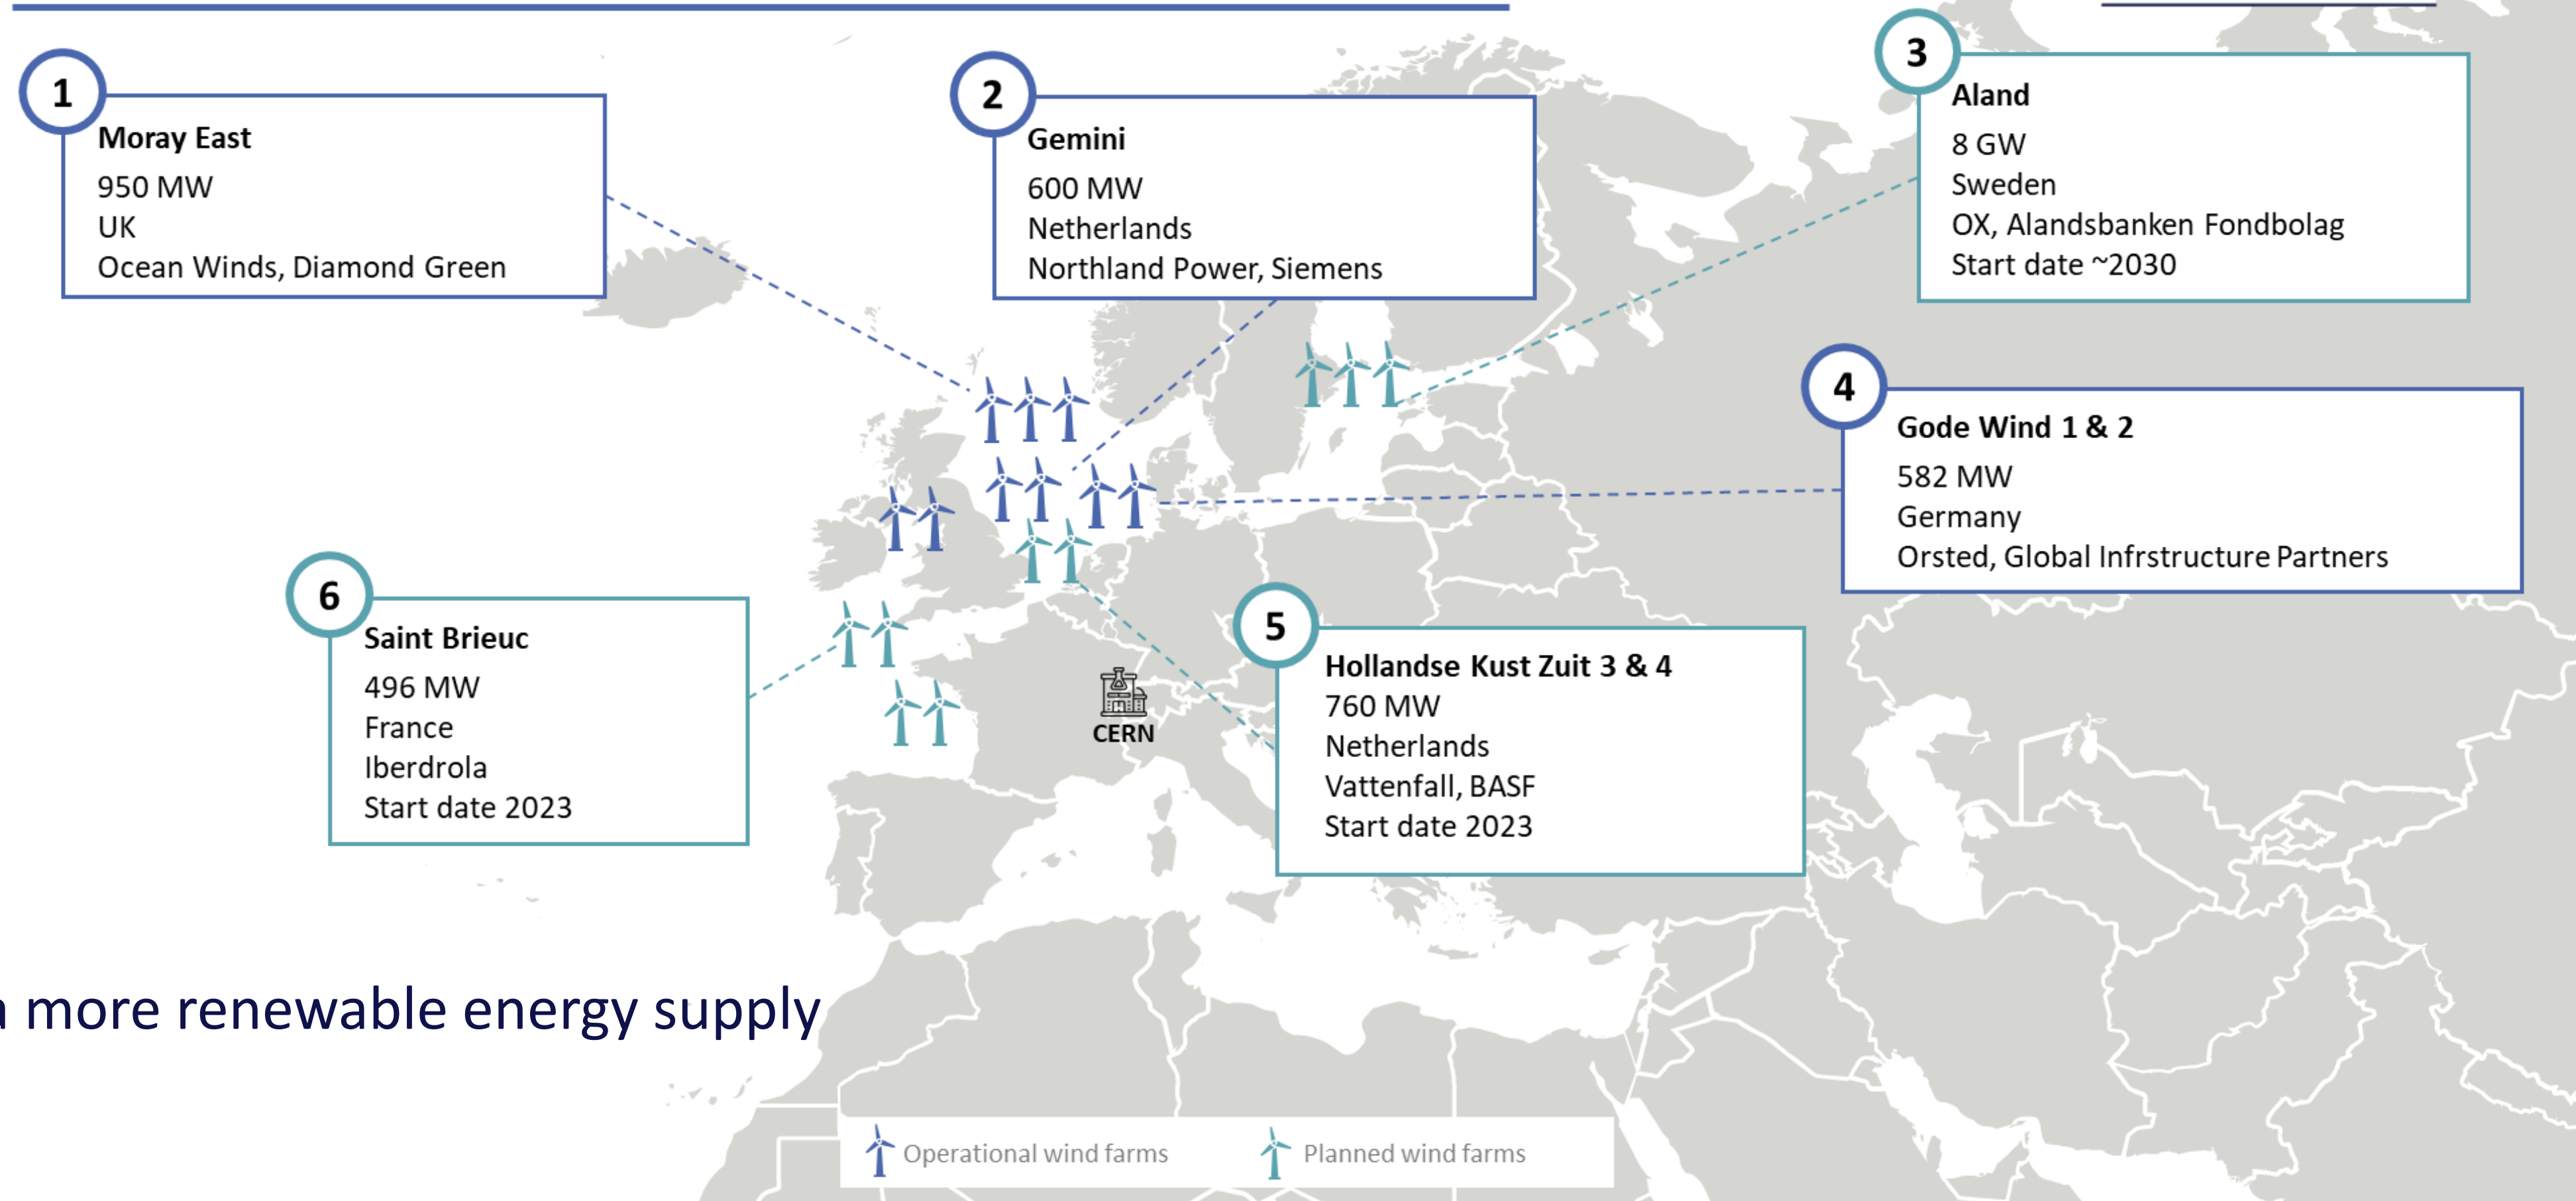 1
Moray East
950 MW
UK
Ocean Winds, Diamond Green
2
Gemini
600 MW
Netherlands
Northland Power, Siemens
3
Aland
8 GW
Sweden
OX, Alandsbanken Fondbolag
Start date ~2030
4
Gode Wind 1 & 2
582 MW
Germany
Orsted, Global Infrstructure Partners
6
Saint Brieuc
496 MW
France
Iberdrola
Start date 2023
5
Hollandse Kust Zuit 3 & 4
760 MW
Netherlands
Vattenfall, BASF
Start date 2023
CERN
more renewable energy supply
Operational wind farms
Planned wind farms